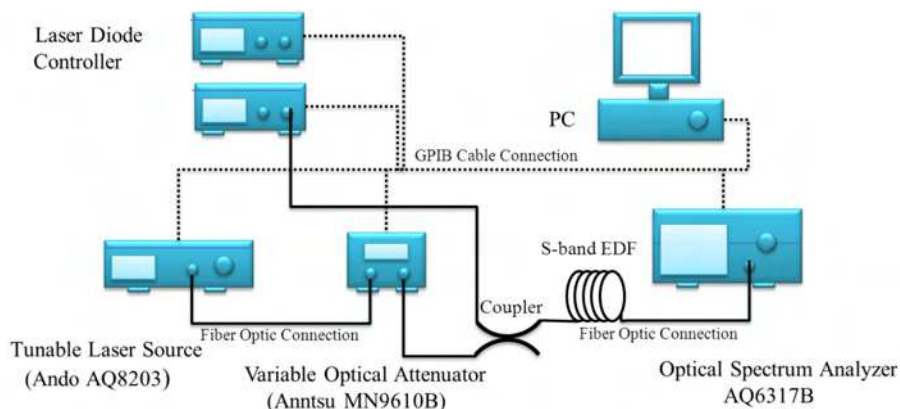 Laser Diode
Controller
PC
GPIB Cable Connection
S-band EDF
Coupler
Fiber Optic Connection
Fiber Optic Connection
Tunable Laser Source
(Ando AQ8203)
Variable Optical Attenuator
(Anntsu MN9610B)
Optical Spectrum Analyzer
AQ6317B